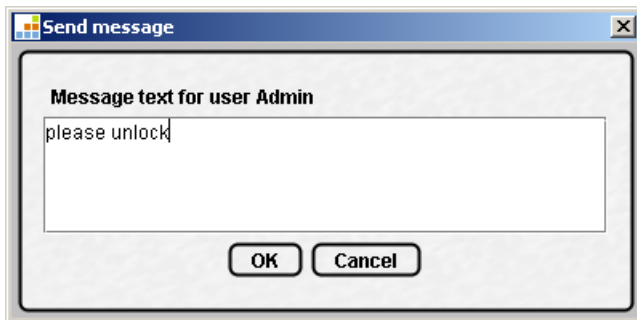 Send message
Message text for user Admin
please unlock
OK Cancel